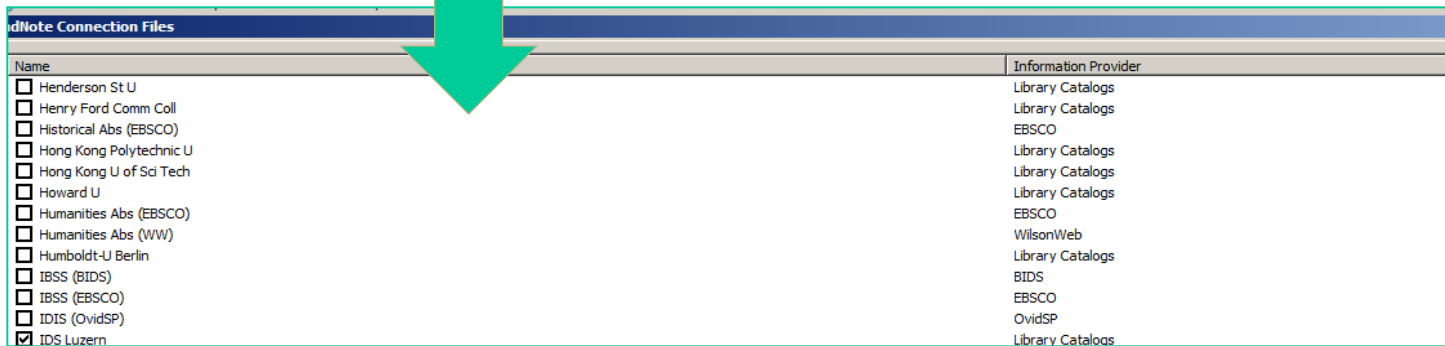 ndNote Connection Files
Name Information Provider
Henderson St U Library Catalogs
Henry Ford Comm Coll Library Catalogs
Historical Abs (EBSCO) EBSCO
Hong Kong Polytechnic U Library Catalogs
Hong Kong U of Sci Tech Library Catalogs
Howard U Library Catalogs
Humanities Abs (EBSCO) EBSCO
Humanities Abs (WW) WilsonWeb
Humboldt-U Berlin Library Catalogs
IBSS (BIDS) BIDS
IBSS (EBSCO) EBSCO
IDIS (OvidSP) OvidSP
IDS Luzern Library Catalogs